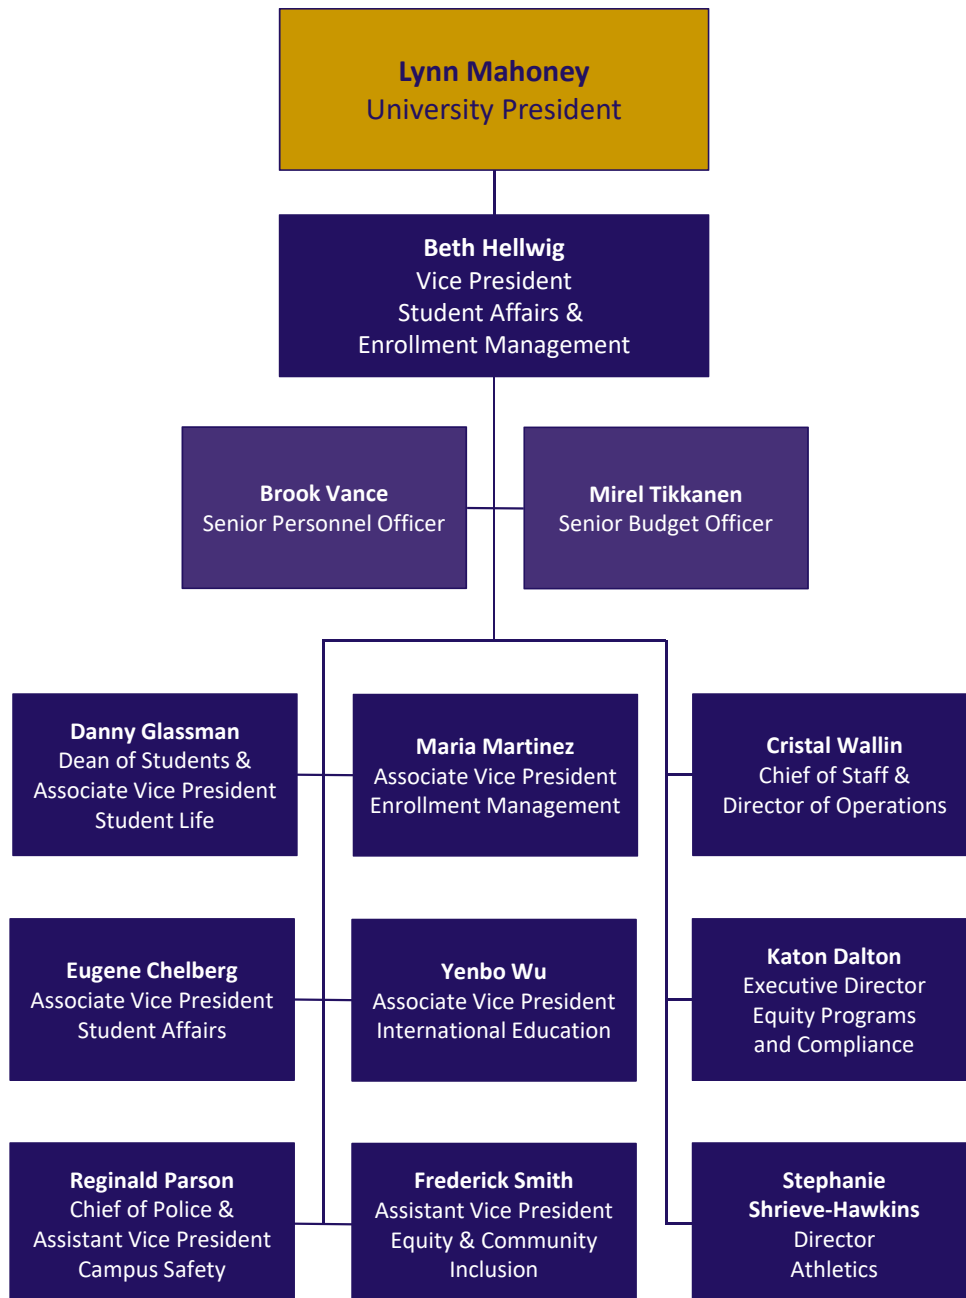 Lynn Mahoney
University President
Beth Hellwig
Vice President
Student Affairs &
Enrollment Management
Brook Vance
Senior Personnel Officer
Mirel Tikkanen
Senior Budget Officer
Danny Glassman
Dean of Students &
Associate Vice President
Student Life
Maria Martinez
Associate Vice President
Enrollment Management
Cristal Wallin
Chief of Staff &
Director of Operations
Eugene Chelberg
Associate Vice President
Student Affairs
Yenbo Wu
Associate Vice President
International Education
Katon Dalton
Executive Director
Equity Programs
and Compliance
Reginald Parson
Chief of Police &
Assistant Vice President
Campus Safety
Frederick Smith
Assistant Vice President
Equity & Community
Inclusion
Stephanie
Shrieve-Hawkins
Director
Athletics